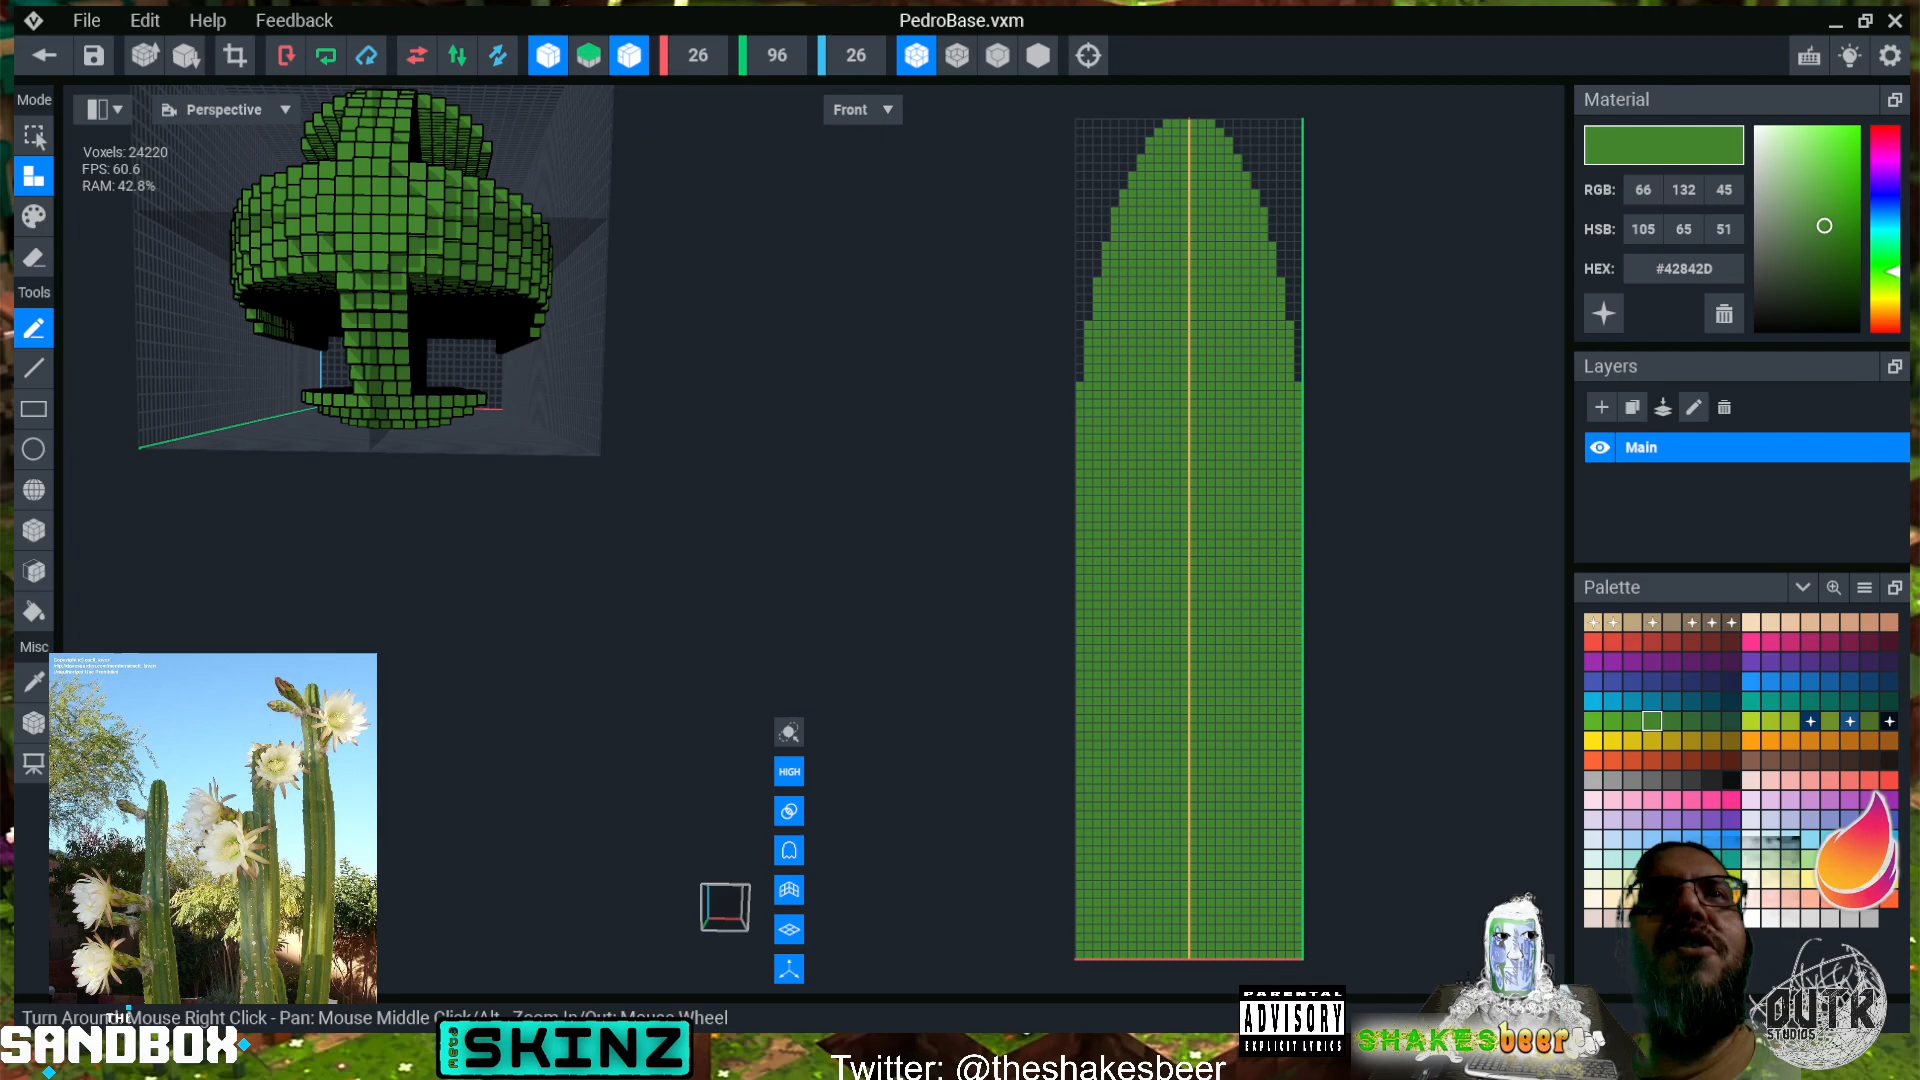 File Edit Help Feedback
PedroBase.vxm
26 96 26
Mode
Perspective
Front
Material
Voxels: 24220
FPS: 60.6
RAM: 42.8%
RGB: 66 132 45
HSB: 105 65 51
HEX: #42842D
Tools
Layers
Main
Palette
Misc
HIGH
Turn Around: Mouse Right Click - Pan: Mouse Middle Click/Alt - Zoom In/Out: Mouse Wheel
THE
SANDBOX
SKINZ
PARENTAL
ADVISORY
EXPLICIT LYRICS
SHAKESbeer
OUTK
STUDIOS
Twitter: @theshakesbeer